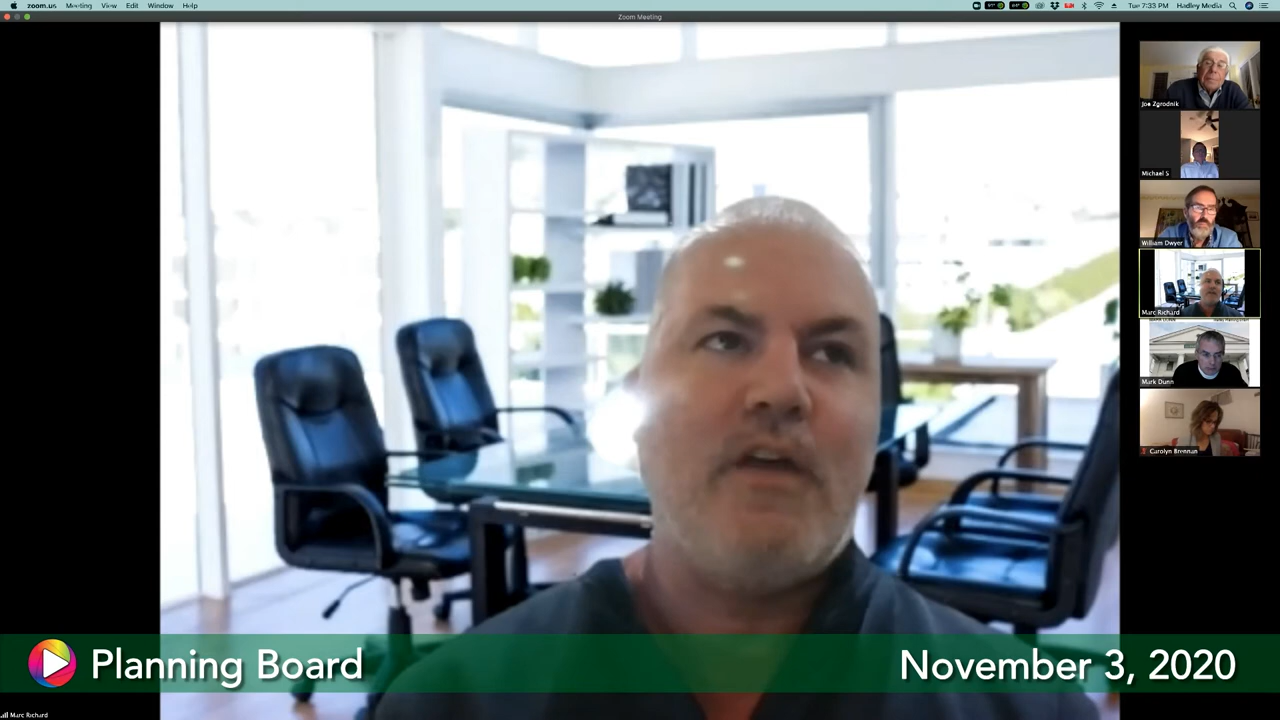 zoom.us Meeting View Edit Window Help
Tue 7:33 PM Hadley Media
Zoom Meeting
Joe Zgrodnik
Michael S
William Dwyer
Marc Richard
Mark Dunn
Carolyn Brennan
Planning Board
November 3, 2020
Marc Richard